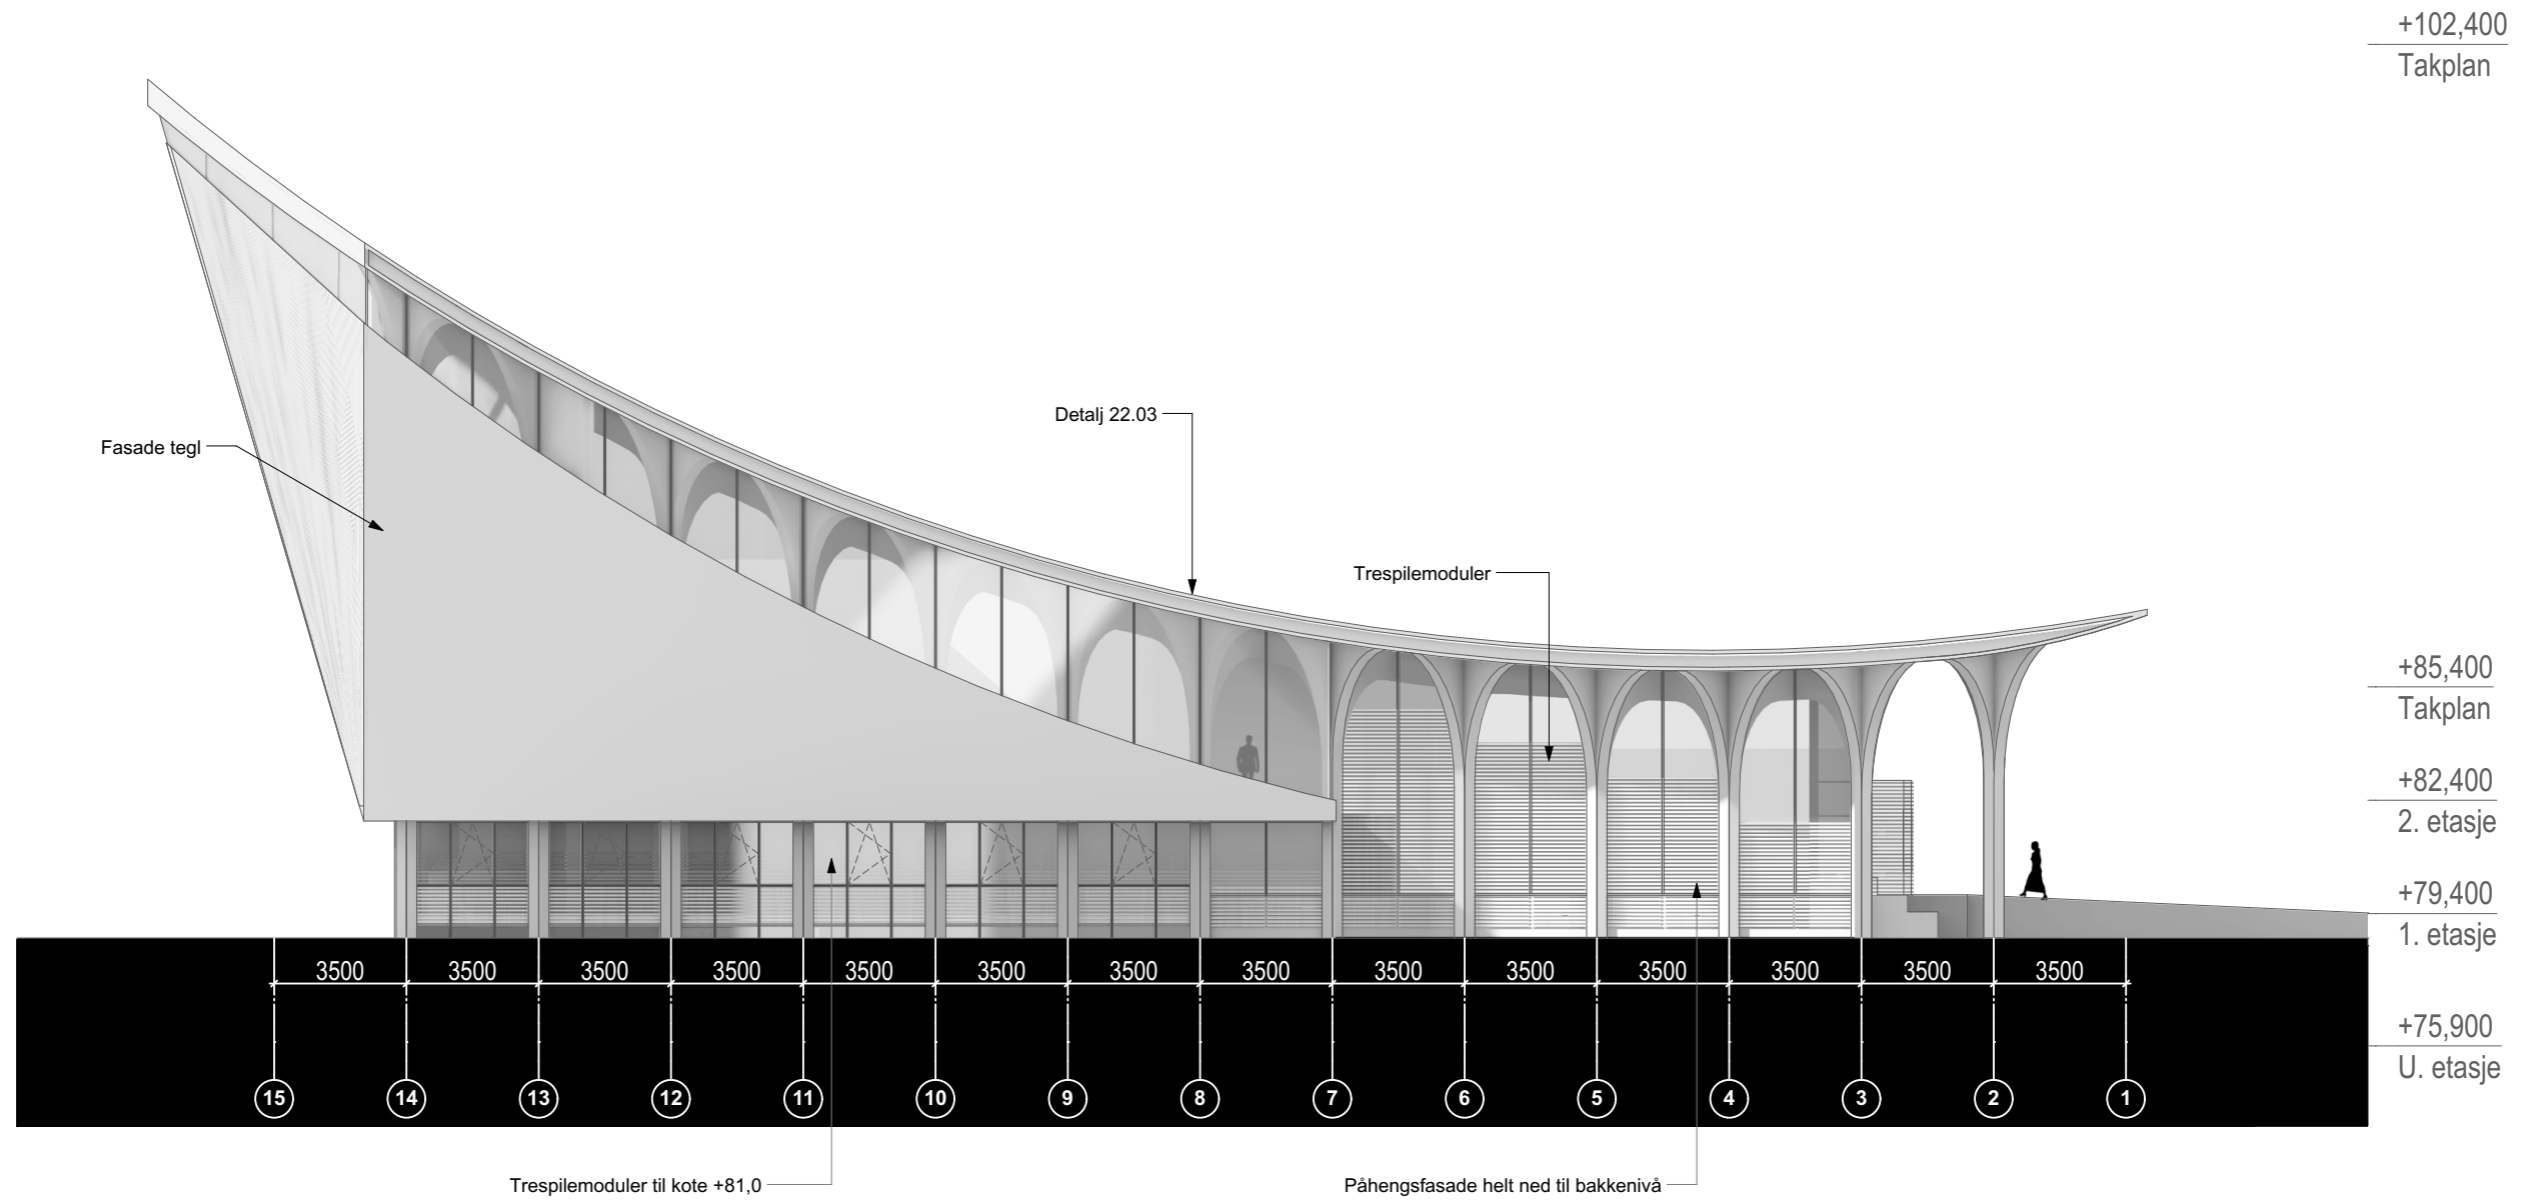 +102,400
Takplan
Detalj 22.03
Fasade tegl
Trespilemoduler
+85,400
Takplan
+82,400
2. etasje
+79,400
1. etasje
3500 3500 3500 3500 3500 3500 3500 3500 3500 3500 3500 3500 3500 3500
+75,900
U. etasje
15 14 13 12 11 10 9 8 7 6 5 4 3 2 1
Trespilemoduler til kote +81,0
Påhengsfasade helt ned til bakkenivå